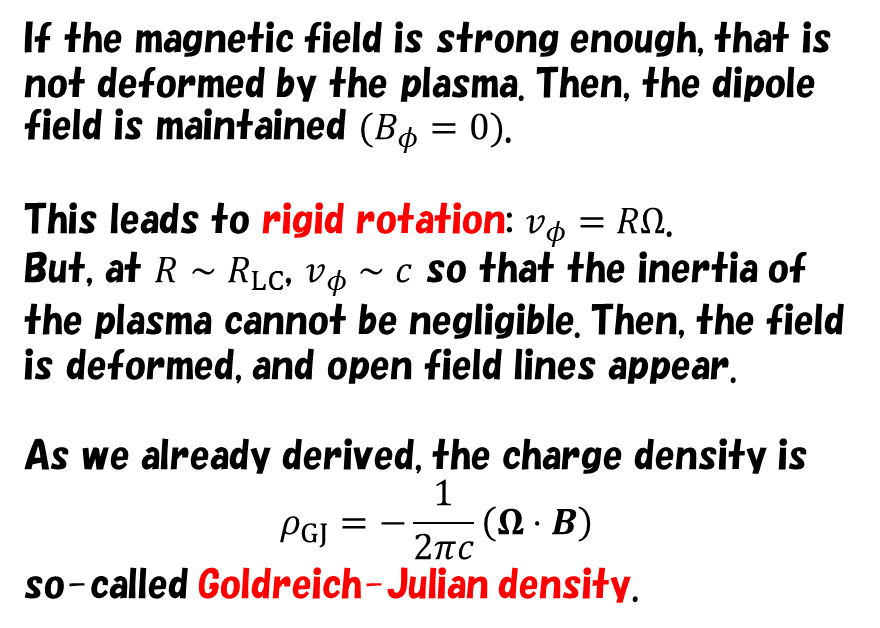 If the magnetic field is strong enough, that is
not deformed by the plasma. Then, the dipole
field is maintained (B_ϕ = 0).
This leads to rigid rotation: v_ϕ = RΩ.
But, at R ~ R_LC, v_ϕ ~ c so that the inertia of
the plasma cannot be negligible. Then, the field
is deformed, and open field lines appear.
As we already derived, the charge density is
ρ_GJ = −1/(2πc) (Ω · B)
so-called Goldreich-Julian density.